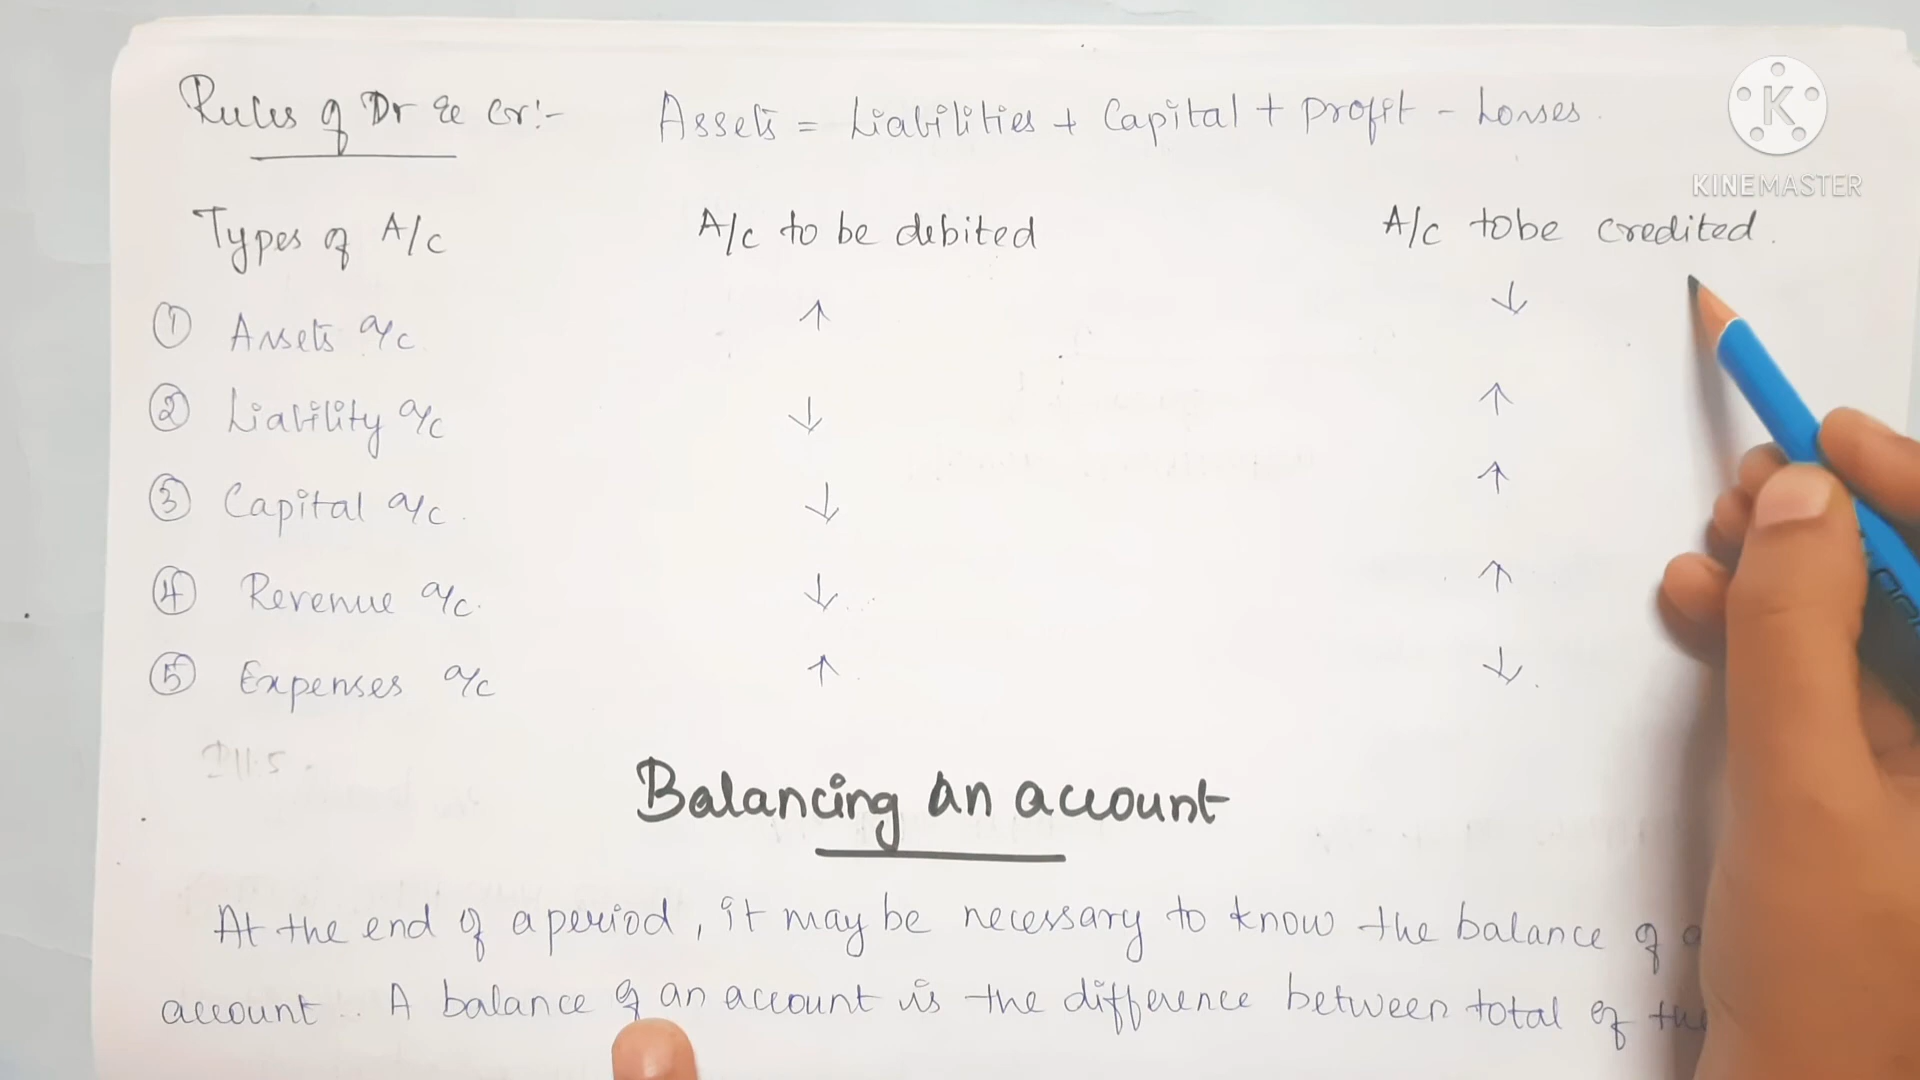 Rules of Dr & Cr:- Assets = Liabilities + Capital + Profit - Losses.
KINEMASTER
Types of A/c A/c to be debited A/c tobe credited.
① Assets a/c ↑ ↓
② Liability a/c ↓ ↑
③ Capital a/c. ↓ ↑
④ Revenue a/c. ↓ ↑
⑤ Expenses a/c ↑ ↓
Balancing an account
At the end of a period, it may be necessary to know the balance of
account. A balance of an account is the difference between total of the